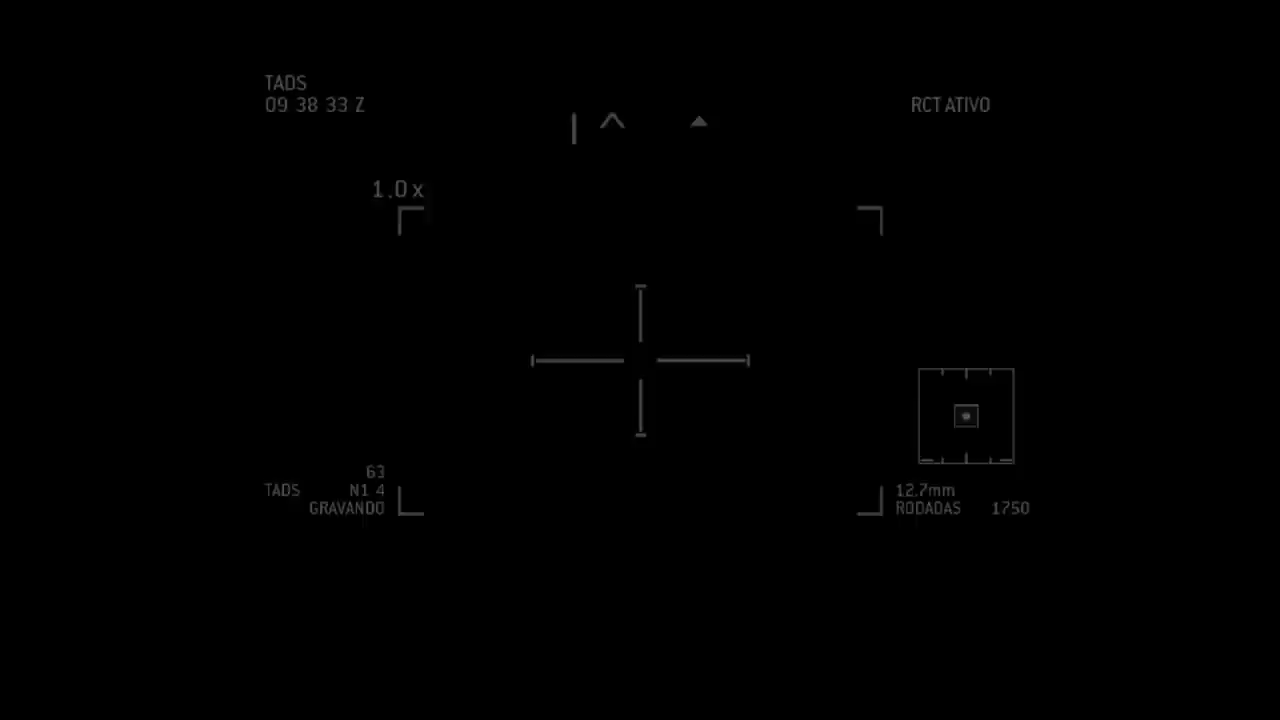 TADS
09 38 33 Z
RCT ATIVO
1.0 x
63
TADS N1 4
GRAVANDO
12.7mm
RODADAS 1750